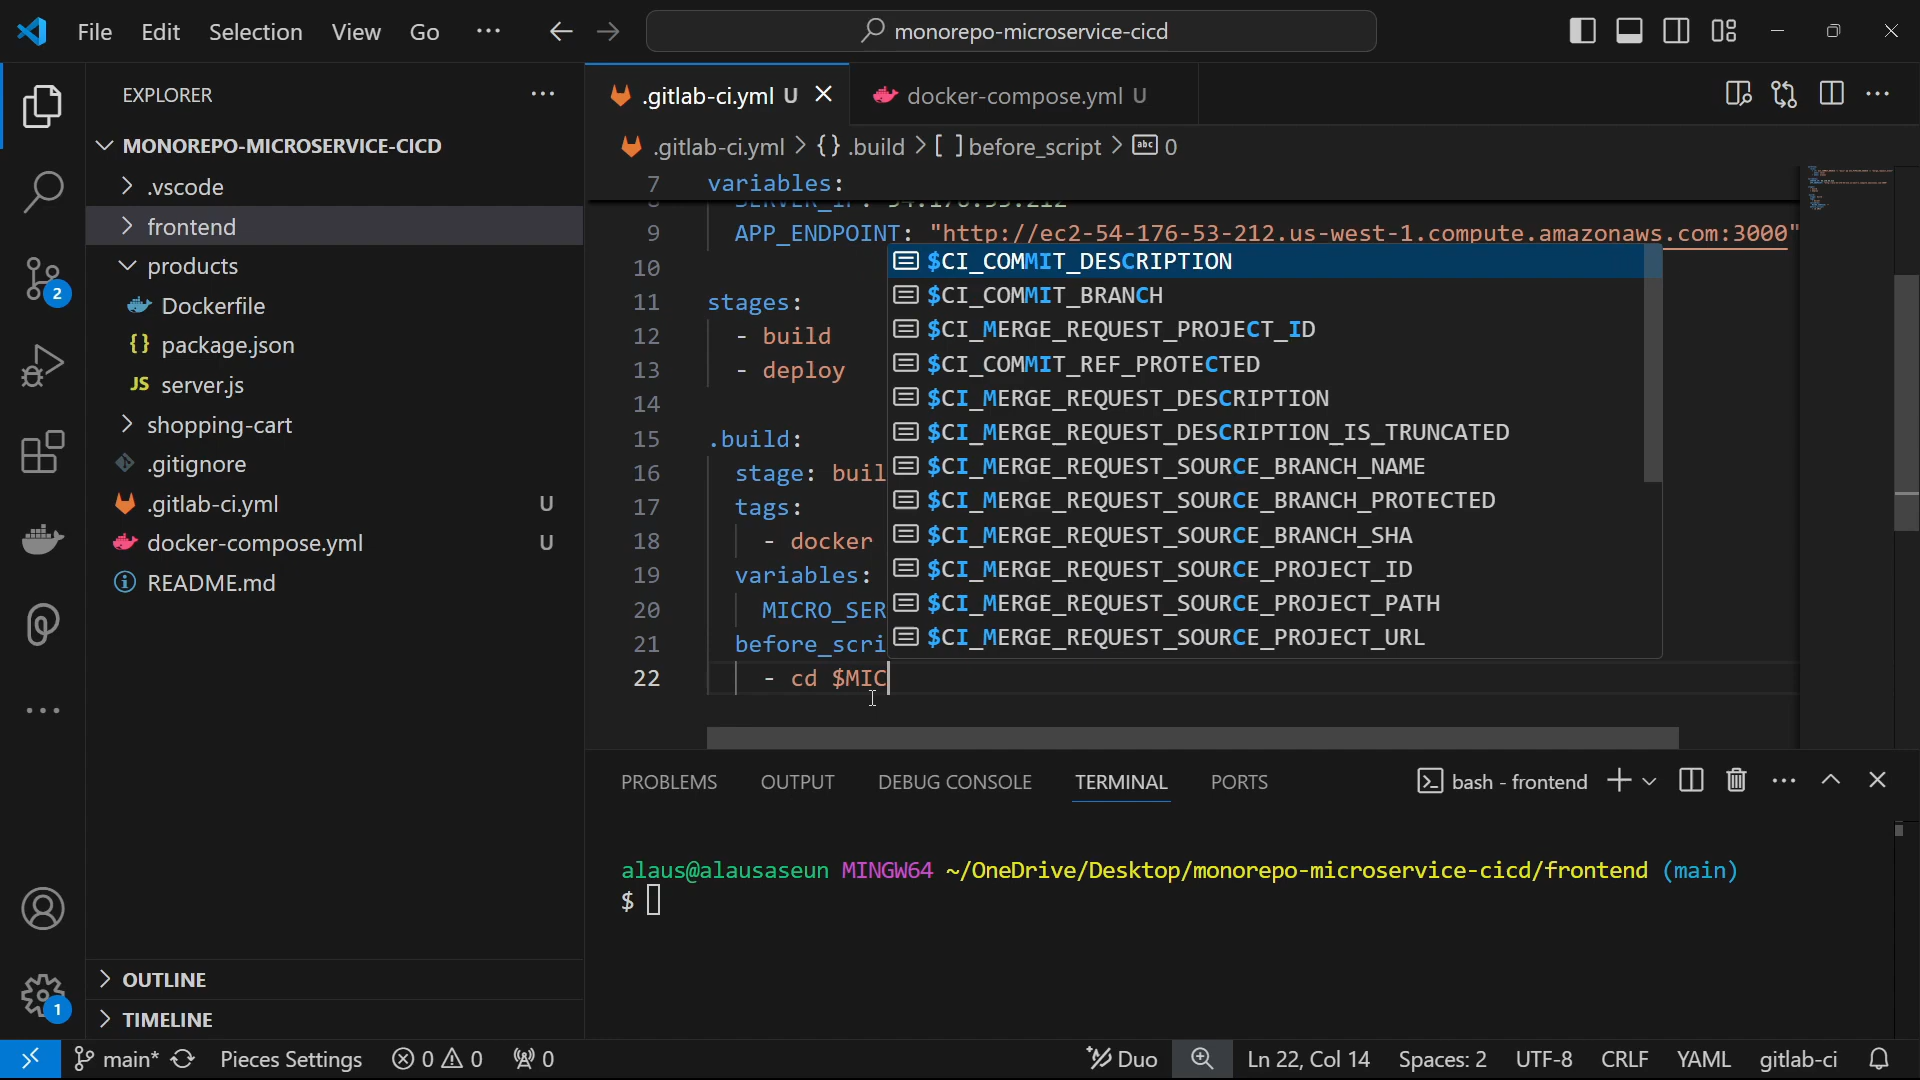 File Edit Selection View Go ··· monorepo-microservice-cicd
EXPLORER ···
MONOREPO-MICROSERVICE-CICD
.vscode
frontend
products
Dockerfile
{} package.json
JS server.js
shopping-cart
.gitignore
.gitlab-ci.yml U
docker-compose.yml U
README.md
OUTLINE
TIMELINE
2
1
.gitlab-ci.yml U
docker-compose.yml U
.gitlab-ci.yml > {} .build > [ ] before_script > abc 0
7 variables:
9 APP_ENDPOINT: "http://ec2-54-176-53-212.us-west-1.compute.amazonaws.com:3000"
10
11 stages:
12 - build
13 - deploy
14
15 .build:
16 stage: buil
17 tags:
18 - docker
19 variables:
20 MICRO_SER
21 before_scri
22 - cd $MIC
$CI_COMMIT_DESCRIPTION
$CI_COMMIT_BRANCH
$CI_MERGE_REQUEST_PROJECT_ID
$CI_COMMIT_REF_PROTECTED
$CI_MERGE_REQUEST_DESCRIPTION
$CI_MERGE_REQUEST_DESCRIPTION_IS_TRUNCATED
$CI_MERGE_REQUEST_SOURCE_BRANCH_NAME
$CI_MERGE_REQUEST_SOURCE_BRANCH_PROTECTED
$CI_MERGE_REQUEST_SOURCE_BRANCH_SHA
$CI_MERGE_REQUEST_SOURCE_PROJECT_ID
$CI_MERGE_REQUEST_SOURCE_PROJECT_PATH
$CI_MERGE_REQUEST_SOURCE_PROJECT_URL
PROBLEMS OUTPUT DEBUG CONSOLE TERMINAL PORTS bash - frontend
alaus@alausaseun MINGW64 ~/OneDrive/Desktop/monorepo-microservice-cicd/frontend (main)
$
main* Pieces Settings 0 0 0 Duo Ln 22, Col 14 Spaces: 2 UTF-8 CRLF YAML gitlab-ci